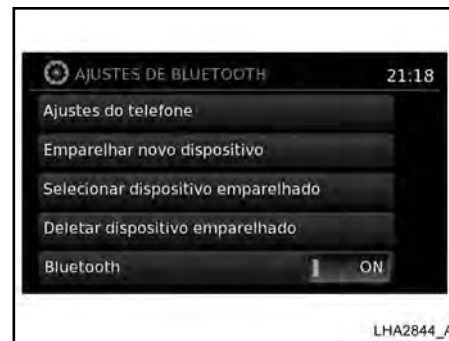 AJUSTES DE BLUETOOTH 21:18
Ajustes do telefone
Emparelhar novo dispositivo
Selecionar dispositivo emparelhado
Deletar dispositivo emparelhado
Bluetooth ON
LHA2844_A